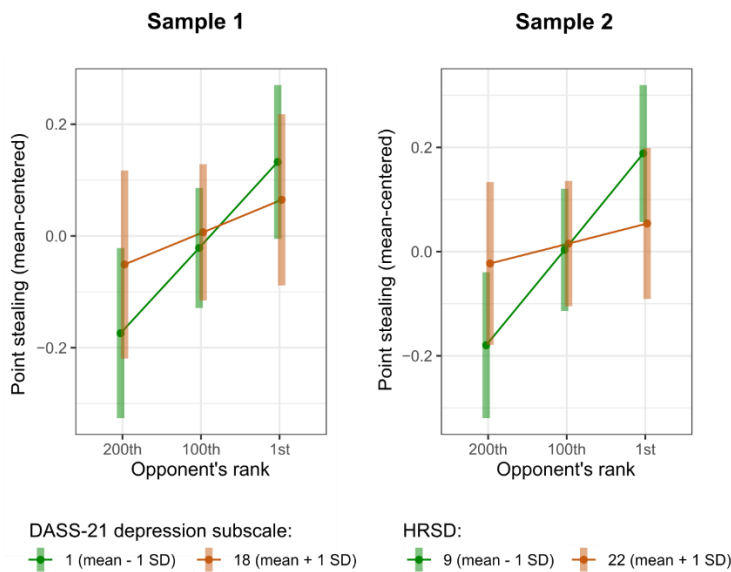 Sample 1
Sample 2
Point stealing (mean-centered)
0.2
0.0
−0.2
200th 100th 1st
Opponent's rank
Point stealing (mean-centered)
0.2
0.0
−0.2
200th 100th 1st
Opponent's rank
DASS-21 depression subscale:
1 (mean - 1 SD) 18 (mean + 1 SD)
HRSD:
9 (mean - 1 SD) 22 (mean + 1 SD)